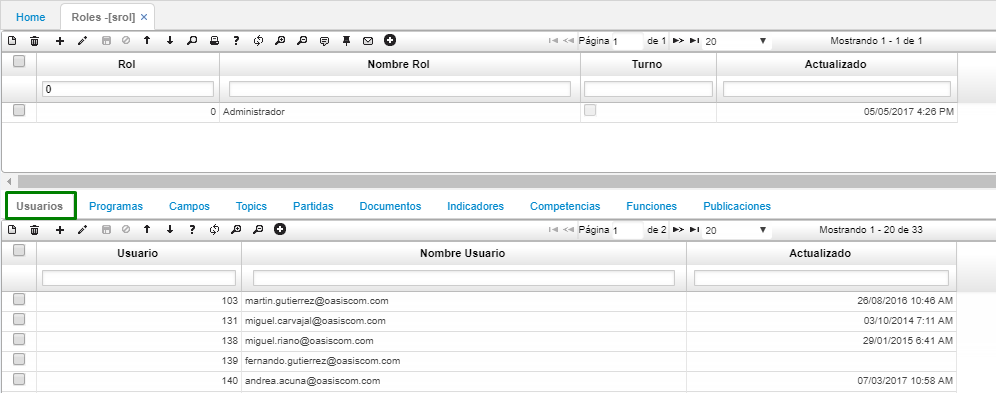 Home Roles -[srol] ×
Página 1 de 1 20 Mostrando 1 - 1 de 1
Rol Nombre Rol Turno Actualizado
0
0 Administrador 05/05/2017 4:26 PM
Usuarios Programas Campos Topics Partidas Documentos Indicadores Competencias Funciones Publicaciones
Página 1 de 2 20 Mostrando 1 - 20 de 33
Usuario Nombre Usuario Actualizado
103 martin.gutierrez@oasiscom.com 26/08/2016 10:46 AM
131 miguel.carvajal@oasiscom.com 03/10/2014 7:11 AM
138 miguel.riano@oasiscom.com 29/01/2015 6:41 AM
139 fernando.gutierrez@oasiscom.com
140 andrea.acuna@oasiscom.com 07/03/2017 10:58 AM